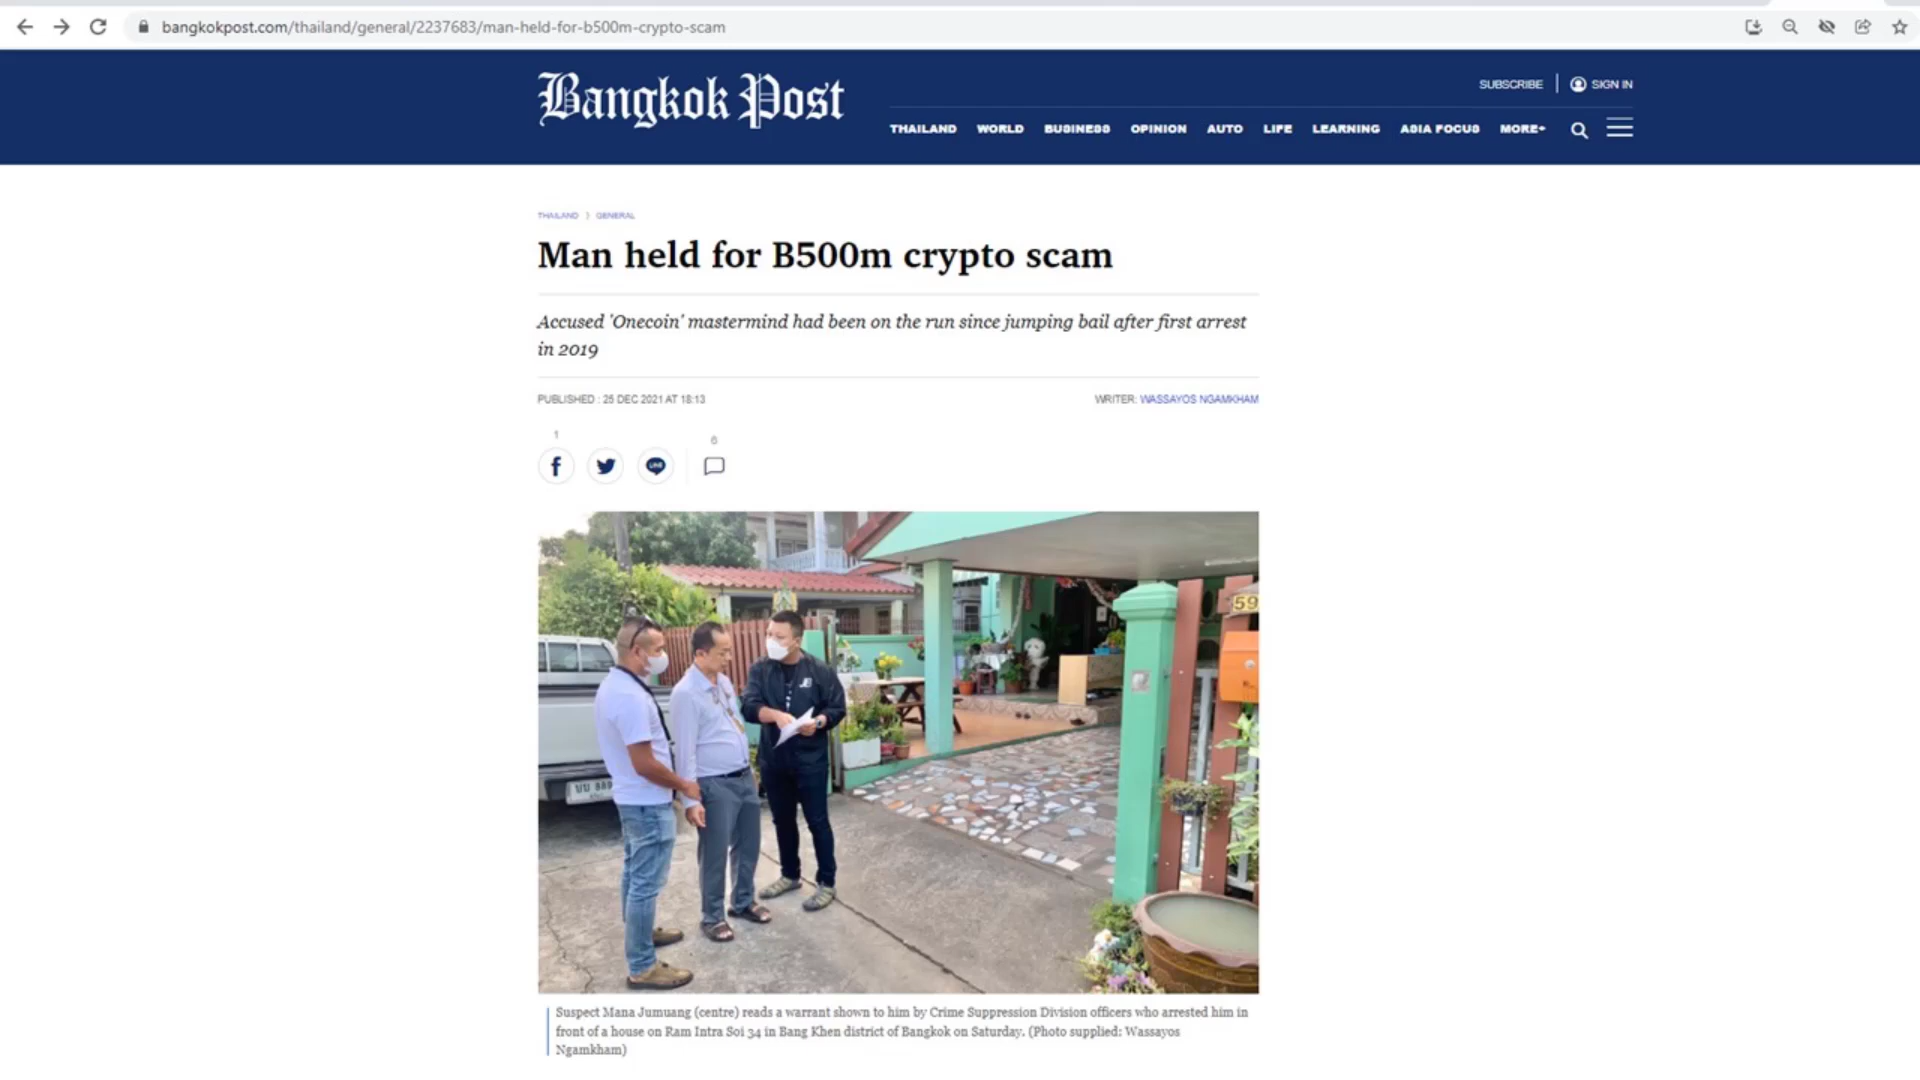 bangkokpost.com/thailand/general/2237683/man-held-for-b500m-crypto-scam
Bangkok Post
SUBSCRIBE
SIGN IN
THAILAND WORLD BUSINESS OPINION AUTO LIFE LEARNING ASIA FOCUS MORE+
THAILAND > GENERAL
Man held for B500m crypto scam
Accused 'Onecoin' mastermind had been on the run since jumping bail after first arrest
in 2019
PUBLISHED : 25 DEC 2021 AT 18:13
WRITER: WASSAYOS NGAMKHAM
1
6
LINE
59
Suspect Mana Jumuang (centre) reads a warrant shown to him by Crime Suppression Division officers who arrested him in
front of a house on Ram Intra Soi 34 in Bang Khen district of Bangkok on Saturday. (Photo supplied: Wassayos
Ngamkham)